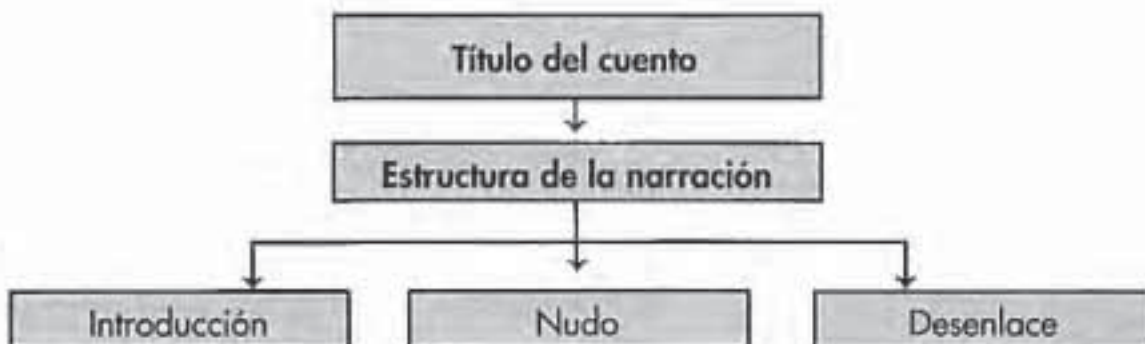 Título del cuento
Estructura de la narración
Introducción
Nudo
Desenlace